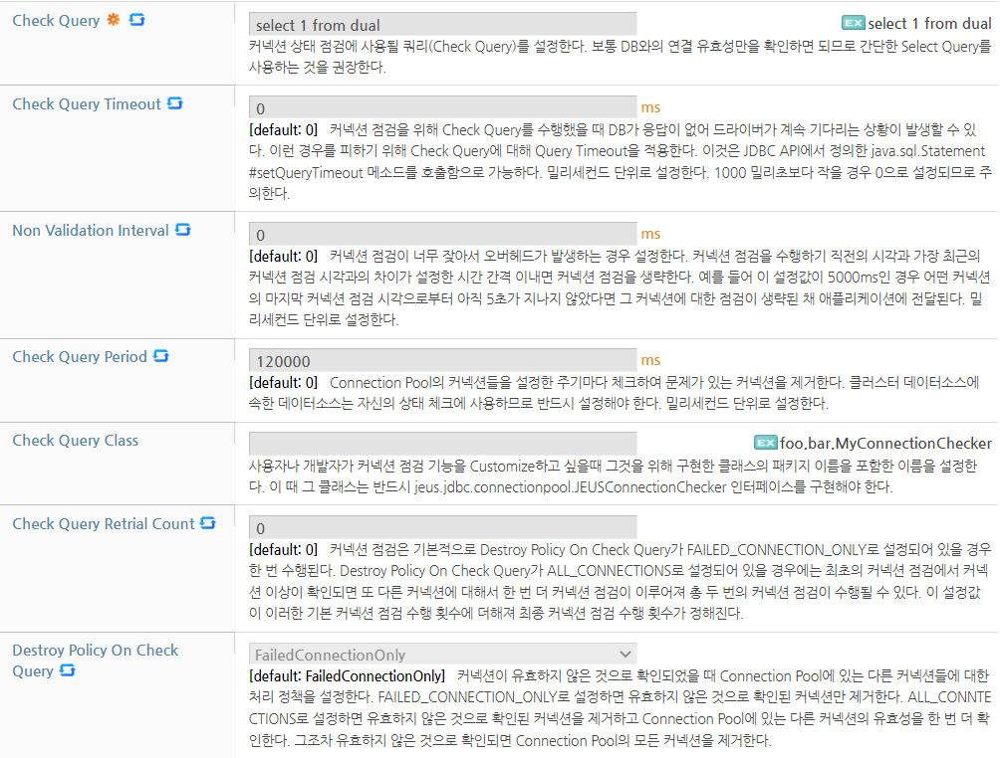 Check Query
select 1 from dual
EX select 1 from dual
커넥션 상태 점검에 사용될 쿼리(Check Query)를 설정한다. 보통 DB와의 연결 유효성만을 확인하면 되므로 간단한 Select Query를
사용하는 것을 권장한다.
Check Query Timeout
0 ms
[default: 0] 커넥션 점검을 위해 Check Query를 수행했을 때 DB가 응답이 없어 드라이버가 계속 기다리는 상황이 발생할 수 있
다. 이런 경우를 피하기 위해 Check Query에 대해 Query Timeout을 적용한다. 이것은 JDBC API에서 정의한 java.sql.Statement
#setQueryTimeout 메소드를 호출함으로 가능하다. 밀리세컨드 단위로 설정한다. 1000 밀리초보다 작을 경우 0으로 설정되므로 주
의한다.
Non Validation Interval
0 ms
[default: 0] 커넥션 점검이 너무 잦아서 오버헤드가 발생하는 경우 설정한다. 커넥션 점검을 수행하기 직전의 시각과 가장 최근의
커넥션 점검 시각과의 차이가 설정한 시간 간격 이내면 커넥션 점검을 생략한다. 예를 들어 이 설정값이 5000ms인 경우 어떤 커넥션
의 마지막 커넥션 점검 시각으로부터 아직 5초가 지나지 않았다면 그 커넥션에 대한 점검이 생략된 채 애플리케이션에 전달된다. 밀
리세컨드 단위로 설정한다.
Check Query Period
120000 ms
[default: 0] Connection Pool의 커넥션들을 설정한 주기마다 체크하여 문제가 있는 커넥션을 제거한다. 클러스터 데이터소스에
속한 데이터소스는 자신의 상태 체크에 사용하므로 반드시 설정해야 한다. 밀리세컨드 단위로 설정한다.
Check Query Class
EX foo.bar.MyConnectionChecker
사용자나 개발자가 커넥션 점검 기능을 Customize하고 싶을때 그것을 위해 구현한 클래스의 패키지 이름을 포함한 이름을 설정한
다. 이 때 그 클래스는 반드시 jeus.jdbc.connectionpool.JEUSConnectionChecker 인터페이스를 구현해야 한다.
Check Query Retrial Count
0
[default: 0] 커넥션 점검은 기본적으로 Destroy Policy On Check Query가 FAILED_CONNECTION_ONLY로 설정되어 있을 경우
한 번 수행된다. Destroy Policy On Check Query가 ALL_CONNECTIONS로 설정되어 있을 경우에는 최초의 커넥션 점검에서 커넥
션 이상이 확인되면 또 다른 커넥션에 대해서 한 번 더 커넥션 점검이 이루어져 총 두 번의 커넥션 점검이 수행될 수 있다. 이 설정값
이 이러한 기본 커넥션 점검 수행 횟수에 더해져 최종 커넥션 점검 수행 횟수가 정해진다.
Destroy Policy On Check
Query
FailedConnectionOnly
[default: FailedConnectionOnly] 커넥션이 유효하지 않은 것으로 확인되었을 때 Connection Pool에 있는 다른 커넥션들에 대한
처리 정책을 설정한다. FAILED_CONNECTION_ONLY로 설정하면 유효하지 않은 것으로 확인된 커넥션만 제거한다. ALL_CONNTE
CTIONS로 설정하면 유효하지 않은 것으로 확인된 커넥션을 제거하고 Connection Pool에 있는 다른 커넥션의 유효성을 한 번 더 확
인한다. 그조차 유효하지 않은 것으로 확인되면 Connection Pool의 모든 커넥션을 제거한다.